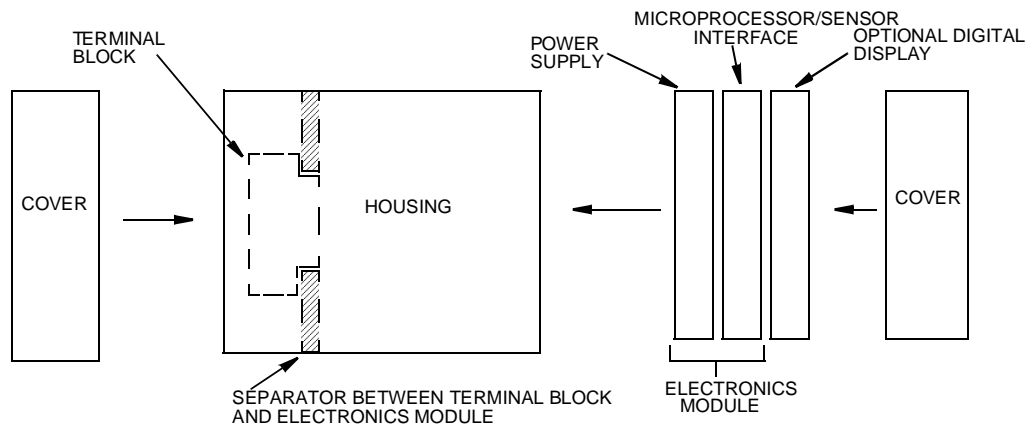 MICROPROCESSOR/SENSOR
INTERFACE
TERMINAL
BLOCK
POWER
SUPPLY
OPTIONAL DIGITAL
DISPLAY
COVER
HOUSING
COVER
SEPARATOR BETWEEN TERMINAL BLOCK
AND ELECTRONICS MODULE
ELECTRONICS
MODULE